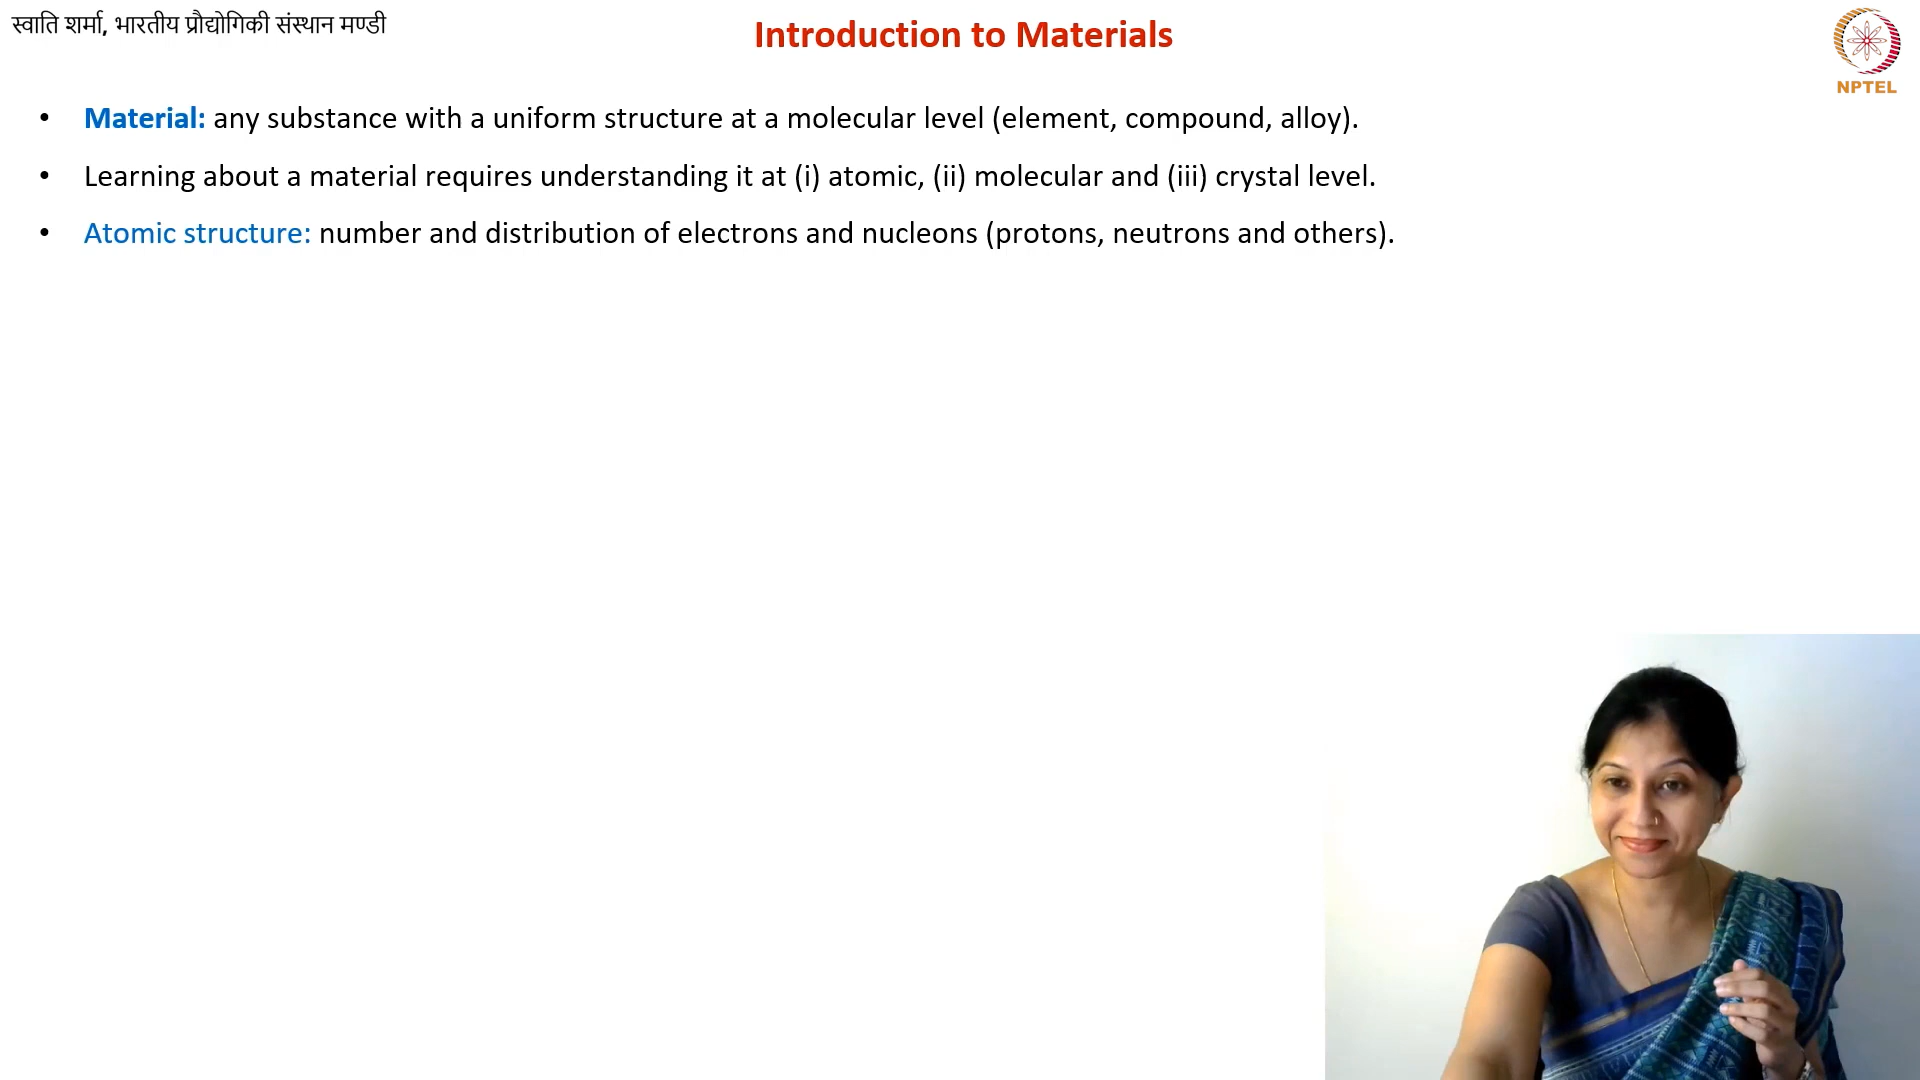 स्वाति शर्मा, भारतीय प्रौद्योगिकी संस्थान मण्डी
Introduction to Materials
NPTEL
• Material: any substance with a uniform structure at a molecular level (element, compound, alloy).
• Learning about a material requires understanding it at (i) atomic, (ii) molecular and (iii) crystal level.
• Atomic structure: number and distribution of electrons and nucleons (protons, neutrons and others).